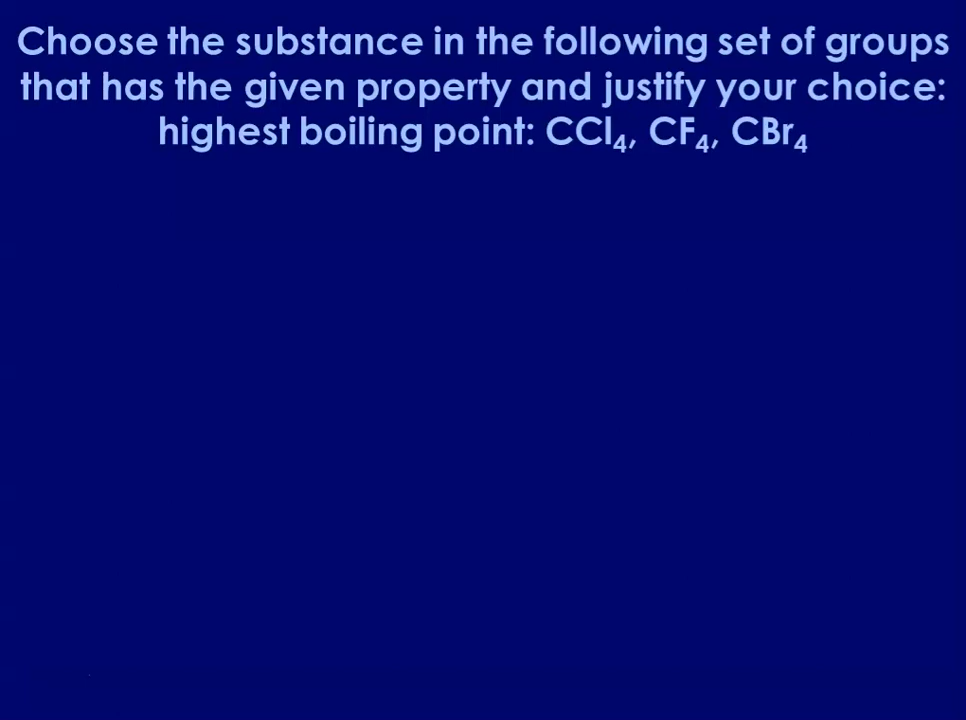 Choose the substance in the following set of groups
that has the given property and justify your choice:
highest boiling point: CCl₄, CF₄, CBr₄